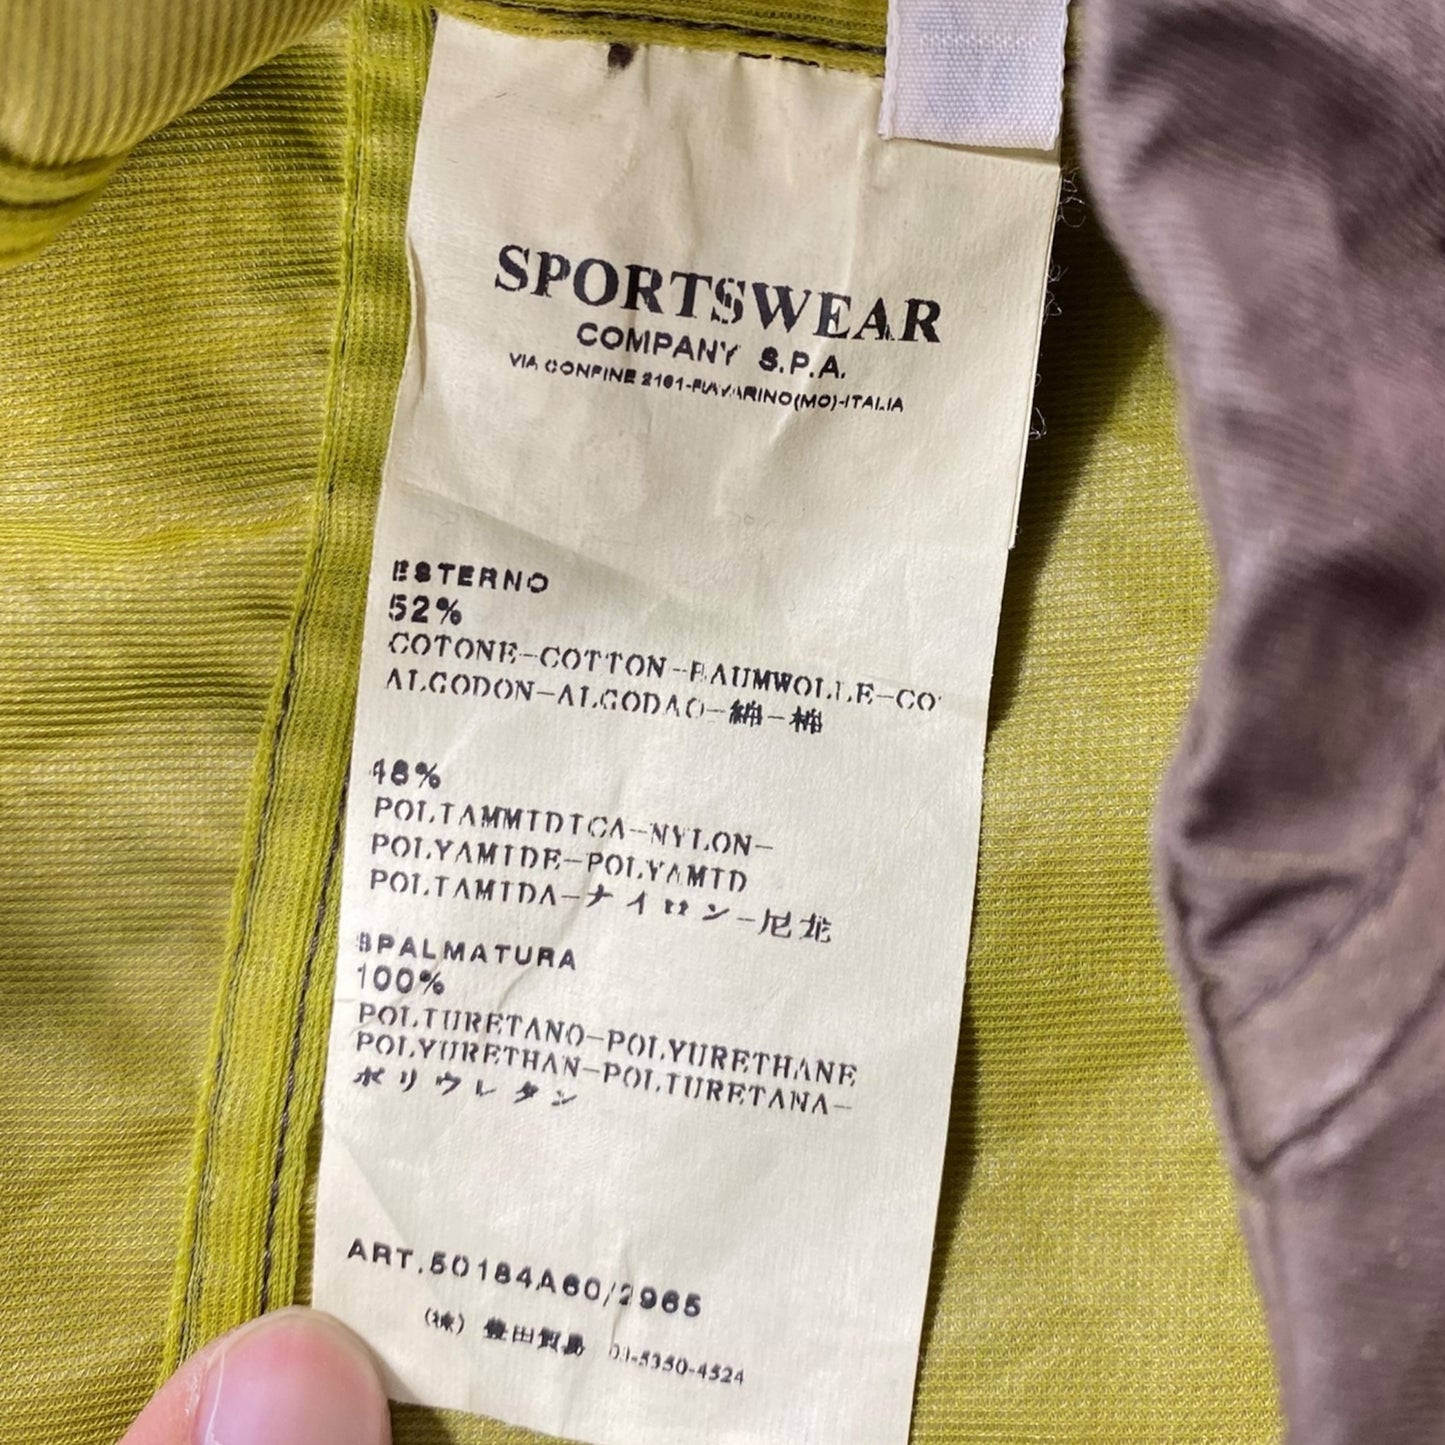 SPORTSWEAR
COMPANY S.P.A.
VIA CONFINE 2161-RAVARINO(MO)-ITALIA
ESTERNO
52%
COTONE-COTTON-BAUMWOLLE-CO
ALGODON-ALGODAO-綿-棉
48%
POLIAMMIDICA-NYLON-
POLYAMIDE-POLYAMID
POLIAMIDA-ナイロン-尼龙
SPALMATURA
100%
POLIURETANO-POLYURETHANE
POLYURETHAN-POLIURETANA-
ポリウレタン
ART.50184A60/2965
(株) 豊田貿易 03-5350-4524